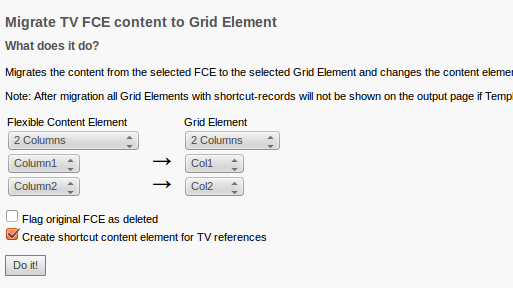 Migrate TV FCE content to Grid Element
What does it do?
Migrates the content from the selected FCE to the selected Grid Element and changes the content
Note: After migration all Grid Elements with shortcut-records will not be shown on the output page if
Flexible Content Element Grid Element
2 Columns 2 Columns
Column1 → Col1
Column2 → Col2
Flag original FCE as deleted
Create shortcut content element for TV references
Do it!